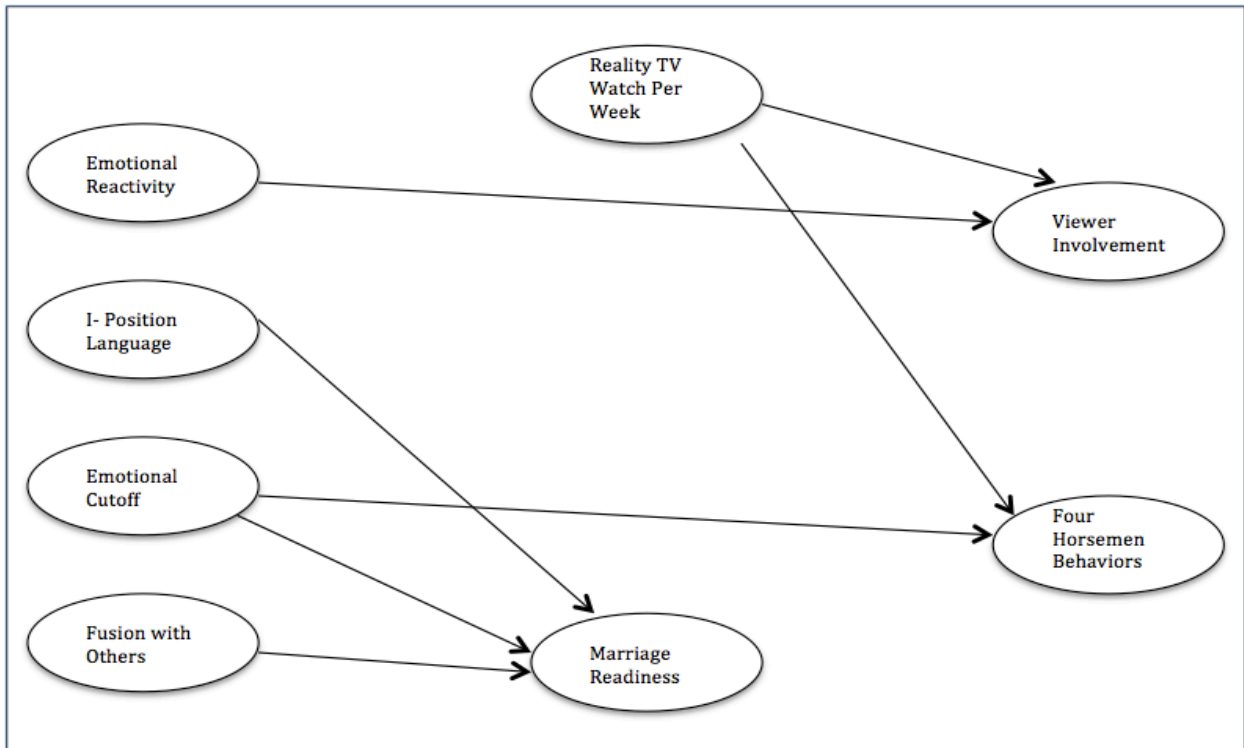 Reality TV
Watch Per
Week
Emotional
Reactivity
Viewer
Involvement
I- Position
Language
Emotional
Cutoff
Four
Horsemen
Behaviors
Fusion with
Others
Marriage
Readiness